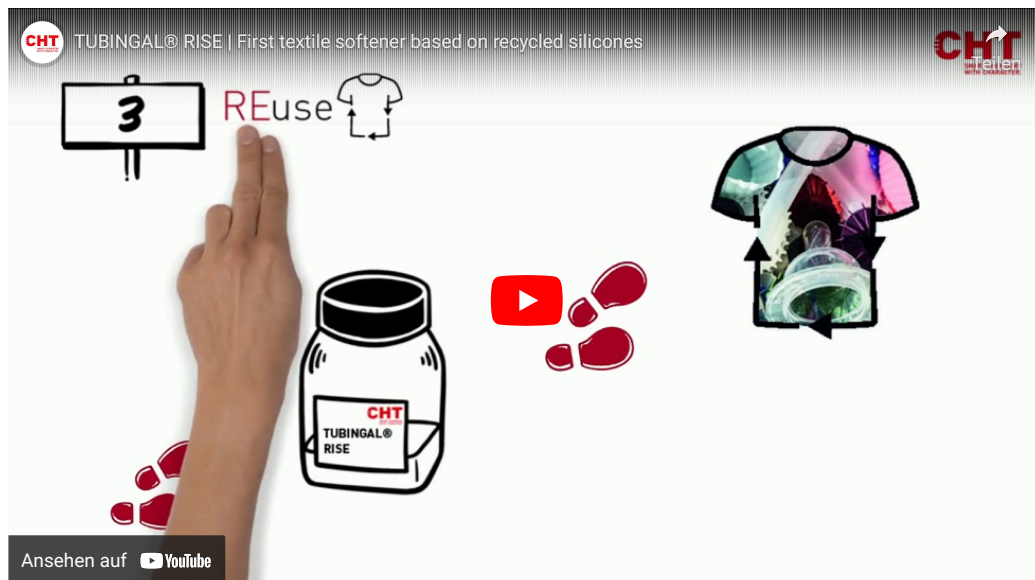 CHT
TUBINGAL® RISE | First textile softener based on recycled silicones
CHT
Teilen
WITH CHARACTER.
3
REuse
CHT
TUBINGAL®
RISE
Ansehen auf YouTube